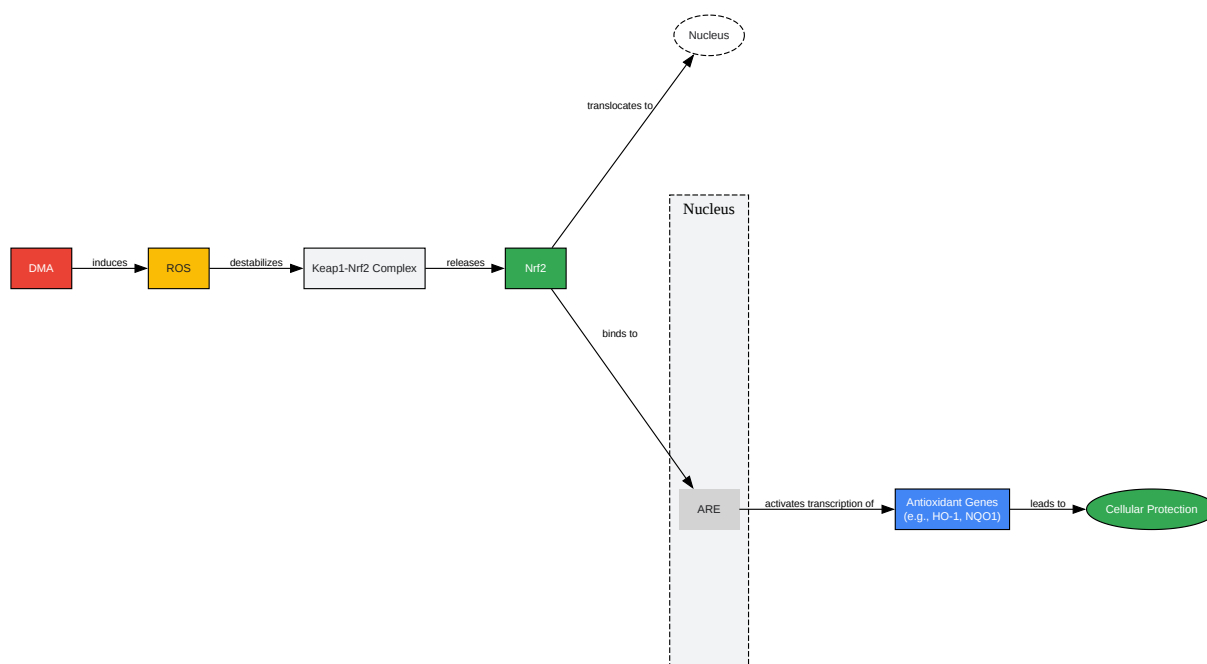 Nucleus
translocates to
Nucleus
DMA
induces
ROS
destabilizes
Keap1-Nrf2 Complex
releases
Nrf2
binds to
ARE
activates transcription of
Antioxidant Genes
(e.g., HO-1, NQO1)
leads to
Cellular Protection